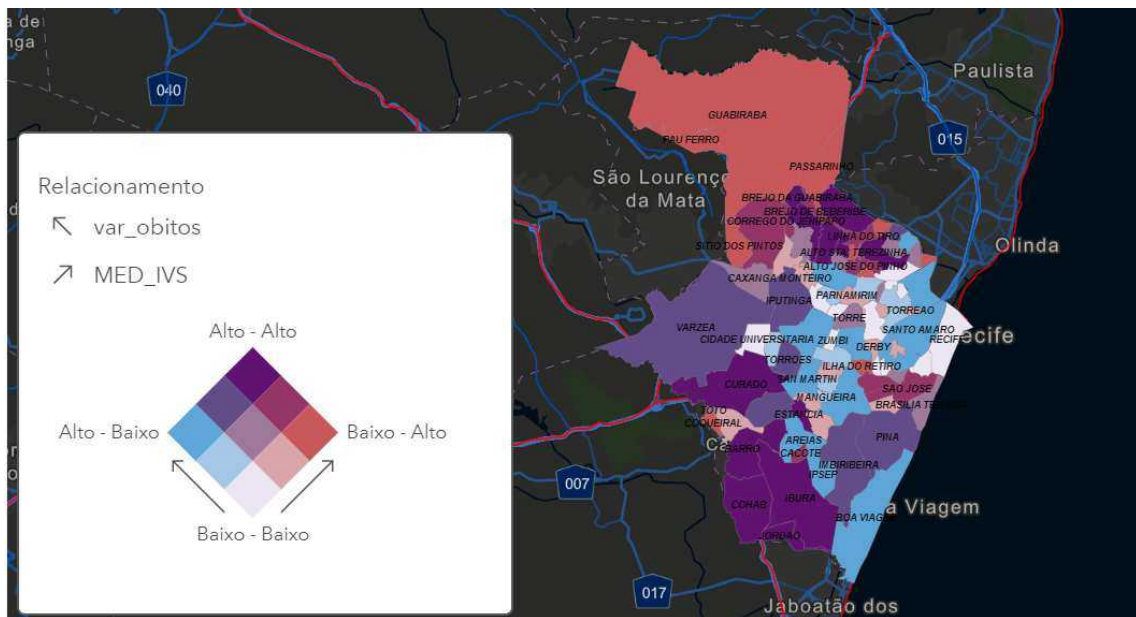 040
Paulista
015
São Lourenço
da Mata
Olinda
GUABIRABA
PAU FERRO
PASSARINHO
BREJO DA GUABIRABA
BREJO DE BEBERIBE
CORREGO DO JENIPAPO
LINHA DO TIRO
SITIO DOS PINTOS
ALTO STA. TEREZINHA
ALTO JOSE DO PINHO
CAXANGA
MONTEIRO
IPUTINGA
PARNAMIRIM
TORREAO
TORRE
VARZEA
SANTO AMARO
RECIFE
ecife
CIDADE UNIVERSITARIA
ZUMBI
DERBY
TORROES
ILHA DO RETIRO
CURADO
SAN MARTIN
SAO JOSE
MANGUEIRA
BRASILIA
TOTO
ESTANCIA
COQUEIRAL
Ca
BARRO
AREIAS
PINA
CACOTE
IMBIRIBEIRA
IPSEP
COHAB
IBURA
BOA VIAGEM
a Viagem
JORDAO
007
017
Jaboatão dos
Relacionamento
var_obitos
MED_IVS
Alto - Alto
Alto - Baixo
Baixo - Alto
Baixo - Baixo